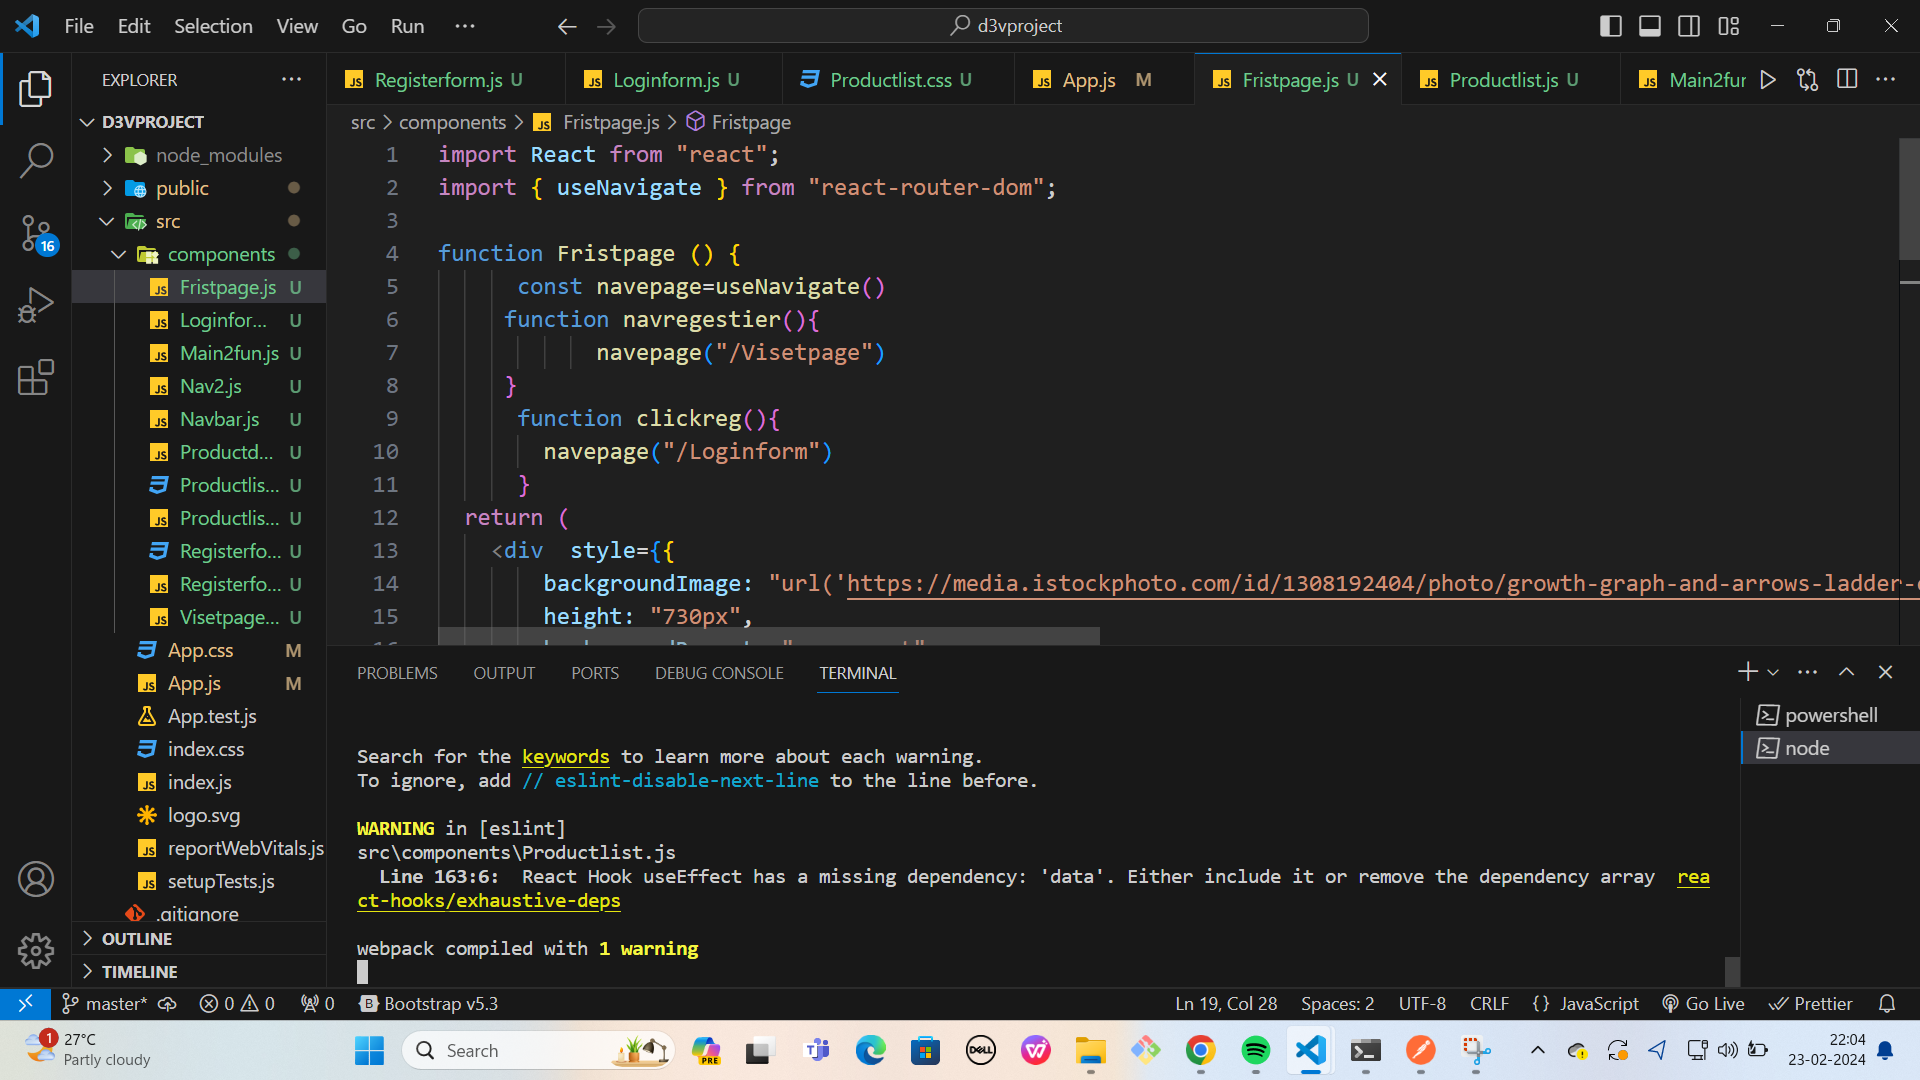 File Edit Selection View Go Run ··· d3vproject
EXPLORER ···
D3VPROJECT
node_modules
public
src
components
Fristpage.js U
Loginfor... U
Main2fun.js U
Nav2.js U
Navbar.js U
Productd... U
Productlis... U
Productlis... U
Registerfo... U
Registerfo... U
Visetpage... U
App.css M
App.js M
App.test.js
index.css
index.js
logo.svg
reportWebVitals.js
setupTests.js
.gitignore
OUTLINE
TIMELINE
16
Registerform.js U Loginform.js U Productlist.css U App.js M Fristpage.js U Productlist.js U Main2fur
src > components > Fristpage.js > Fristpage
1 import React from "react";
2 import { useNavigate } from "react-router-dom";
3
4 function Fristpage () {
5 const navepage=useNavigate()
6 function navregestier(){
7 navepage("/Visetpage")
8 }
9 function clickreg(){
10 navepage("/Loginform")
11 }
12 return (
13 <div style={{
14 backgroundImage: "url('https://media.istockphoto.com/id/1308192404/photo/growth-graph-and-arrows-ladder-
15 height: "730px",
PROBLEMS OUTPUT PORTS DEBUG CONSOLE TERMINAL
powershell
node
Search for the keywords to learn more about each warning.
To ignore, add // eslint-disable-next-line to the line before.
WARNING in [eslint]
src\components\Productlist.js
Line 163:6: React Hook useEffect has a missing dependency: 'data'. Either include it or remove the dependency array rea
ct-hooks/exhaustive-deps
webpack compiled with 1 warning
master* 0 0 0 Bootstrap v5.3 Ln 19, Col 28 Spaces: 2 UTF-8 CRLF {} JavaScript Go Live Prettier
1 27°C
Partly cloudy
Search
PRE
DELL
22:04
23-02-2024